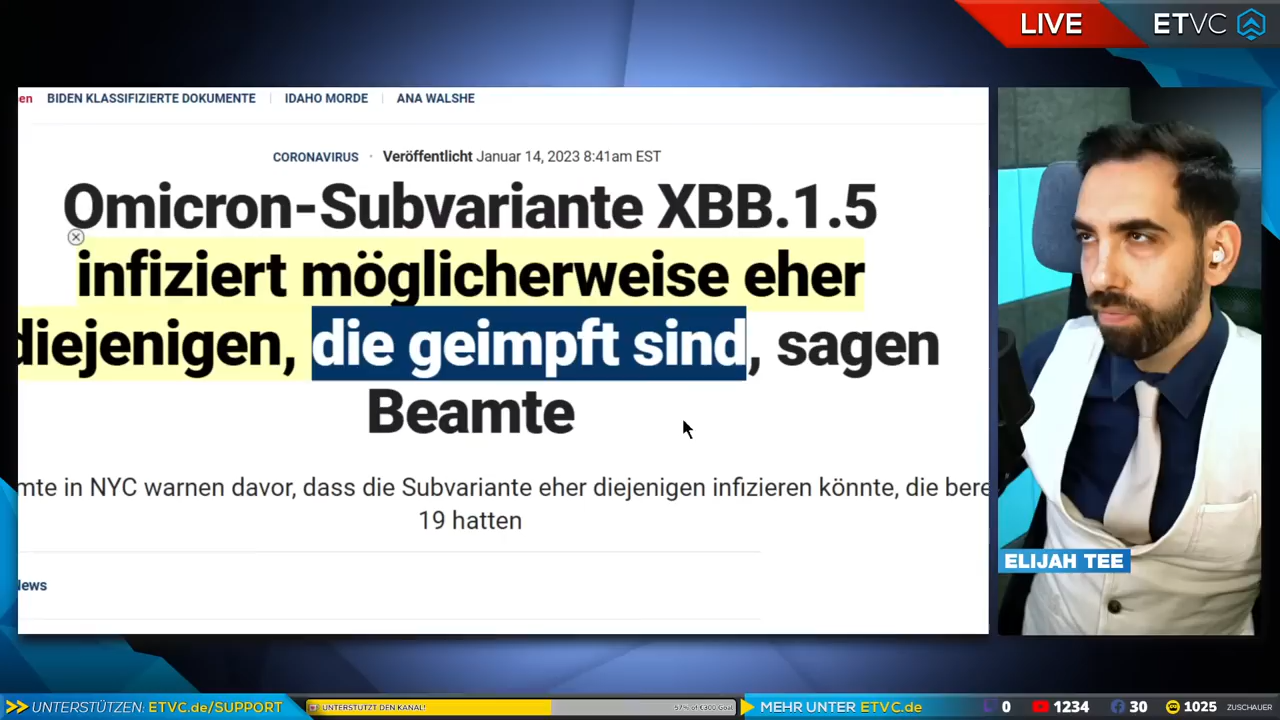 LIVE
ETVC
en BIDEN KLASSIFIZIERTE DOKUMENTE IDAHO MORDE ANA WALSHE
CORONAVIRUS · Veröffentlicht Januar 14, 2023 8:41am EST
Omicron-Subvariante XBB.1.5
infiziert möglicherweise eher
diejenigen, die geimpft sind, sagen
Beamte
mte in NYC warnen davor, dass die Subvariante eher diejenigen infizieren könnte, die bere
19 hatten
News
ELIJAH TEE
UNTERSTÜTZEN: ETVC.de/SUPPORT
UNTERSTÜTZT DEN KANAL!
MEHR UNTER ETVC.de
0 1234 30 1025 ZUSCHAUER